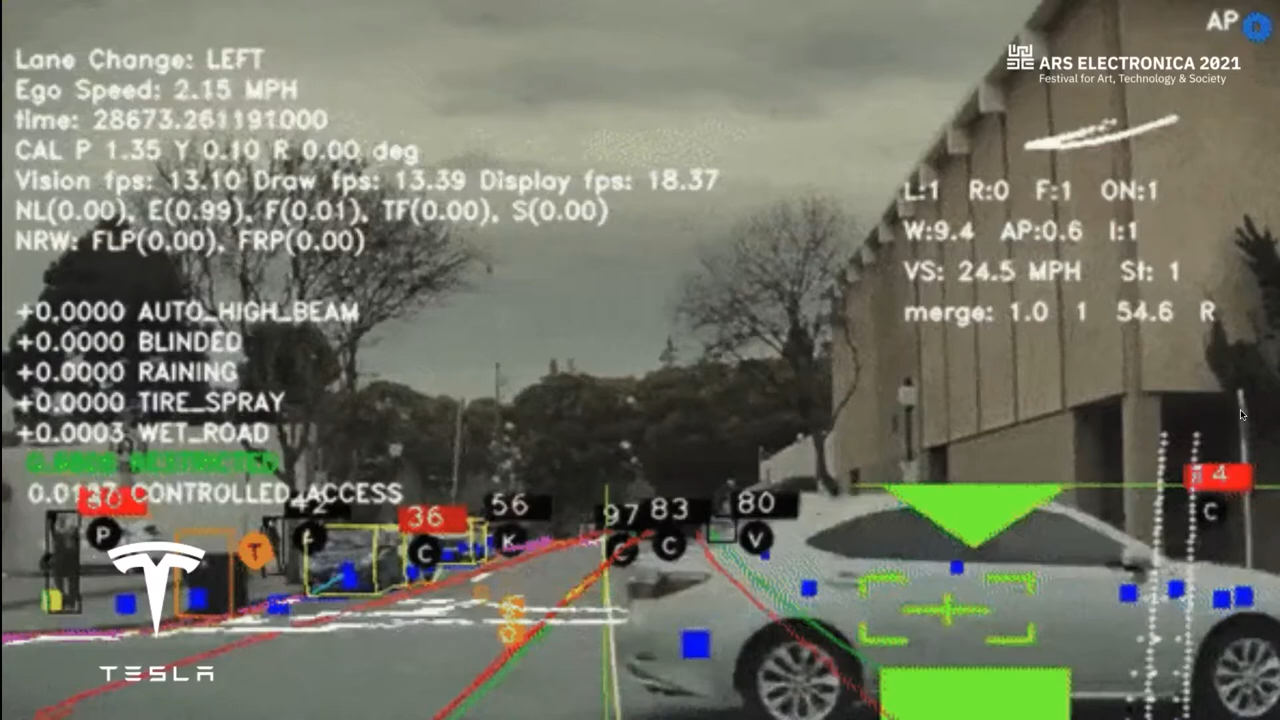 AP
ARS ELECTRONICA 2021
Festival for Art, Technology & Society
Lane Change: LEFT
Ego Speed: 2.15 MPH
time: 28673.261191000
CAL P 1.35 Y 0.10 R 0.00 deg
Vision fps: 13.10 Draw fps: 13.39 Display fps: 18.37
NL(0.00), E(0.99), F(0.01), TF(0.00), S(0.00)
NRW: FLP(0.00), FRP(0.00)
L:1 R:0 F:1 ON:1
W:9.4 AP:0.6 I:1
VS: 24.5 MPH St: 1
merge: 1.0 1 54.6 R
+0.0000 AUTO_HIGH_BEAM
+0.0000 BLINDED
+0.0000 RAINING
+0.0000 TIRE_SPRAY
+0.0003 WET_ROAD
RESTRICTED
CONTROLLED_ACCESS
42
36
56
97
83
80
4
P
T
C
K
C
C
V
C
TESLA